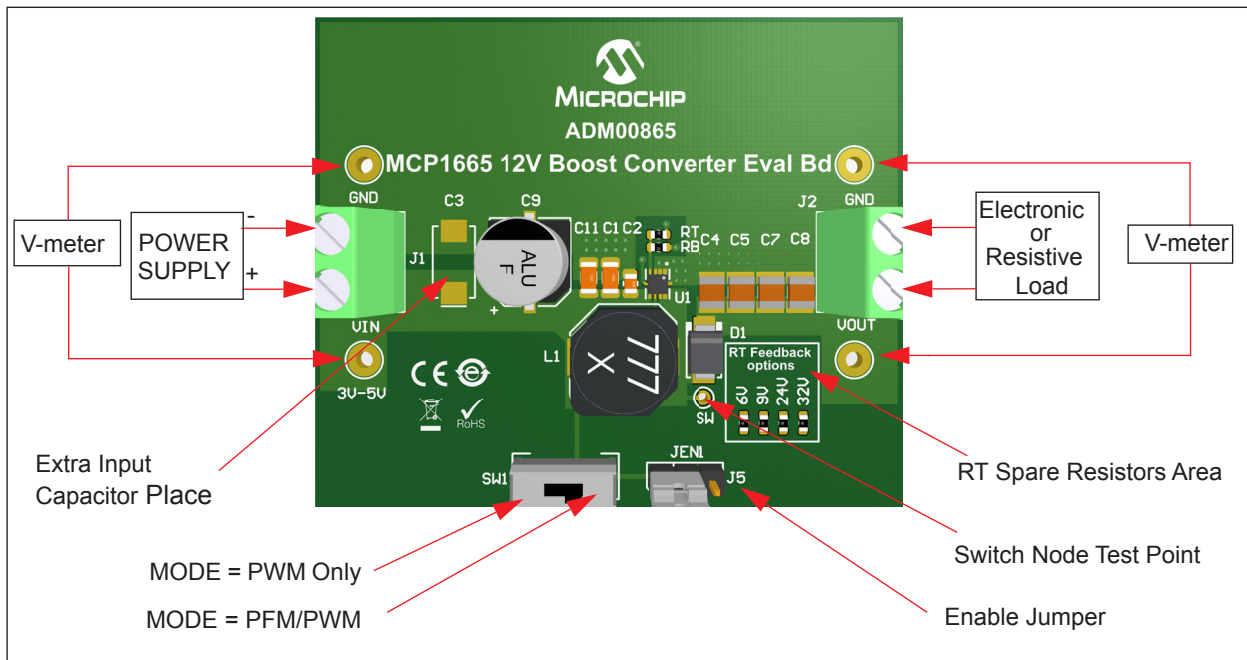 MICROCHIP
ADM00865
MCP1665 12V Boost Converter Eval Bd
GND
C3
C9
C11 C1 C2
RT
RB
C4 C5 C7 C8
J2
GND
V-meter
POWER
SUPPLY
-
+
J1
ALU
F
+
U1
Electronic
or
Resistive
Load
V-meter
VIN
VOUT
3V-5V
L1
777
X
D1
RT Feedback
options
6V 9V 24V 32V
SW
CE
e
RoHS
SW1
JEN1
J5
Extra Input
Capacitor Place
RT Spare Resistors Area
Switch Node Test Point
MODE = PWM Only
MODE = PFM/PWM
Enable Jumper